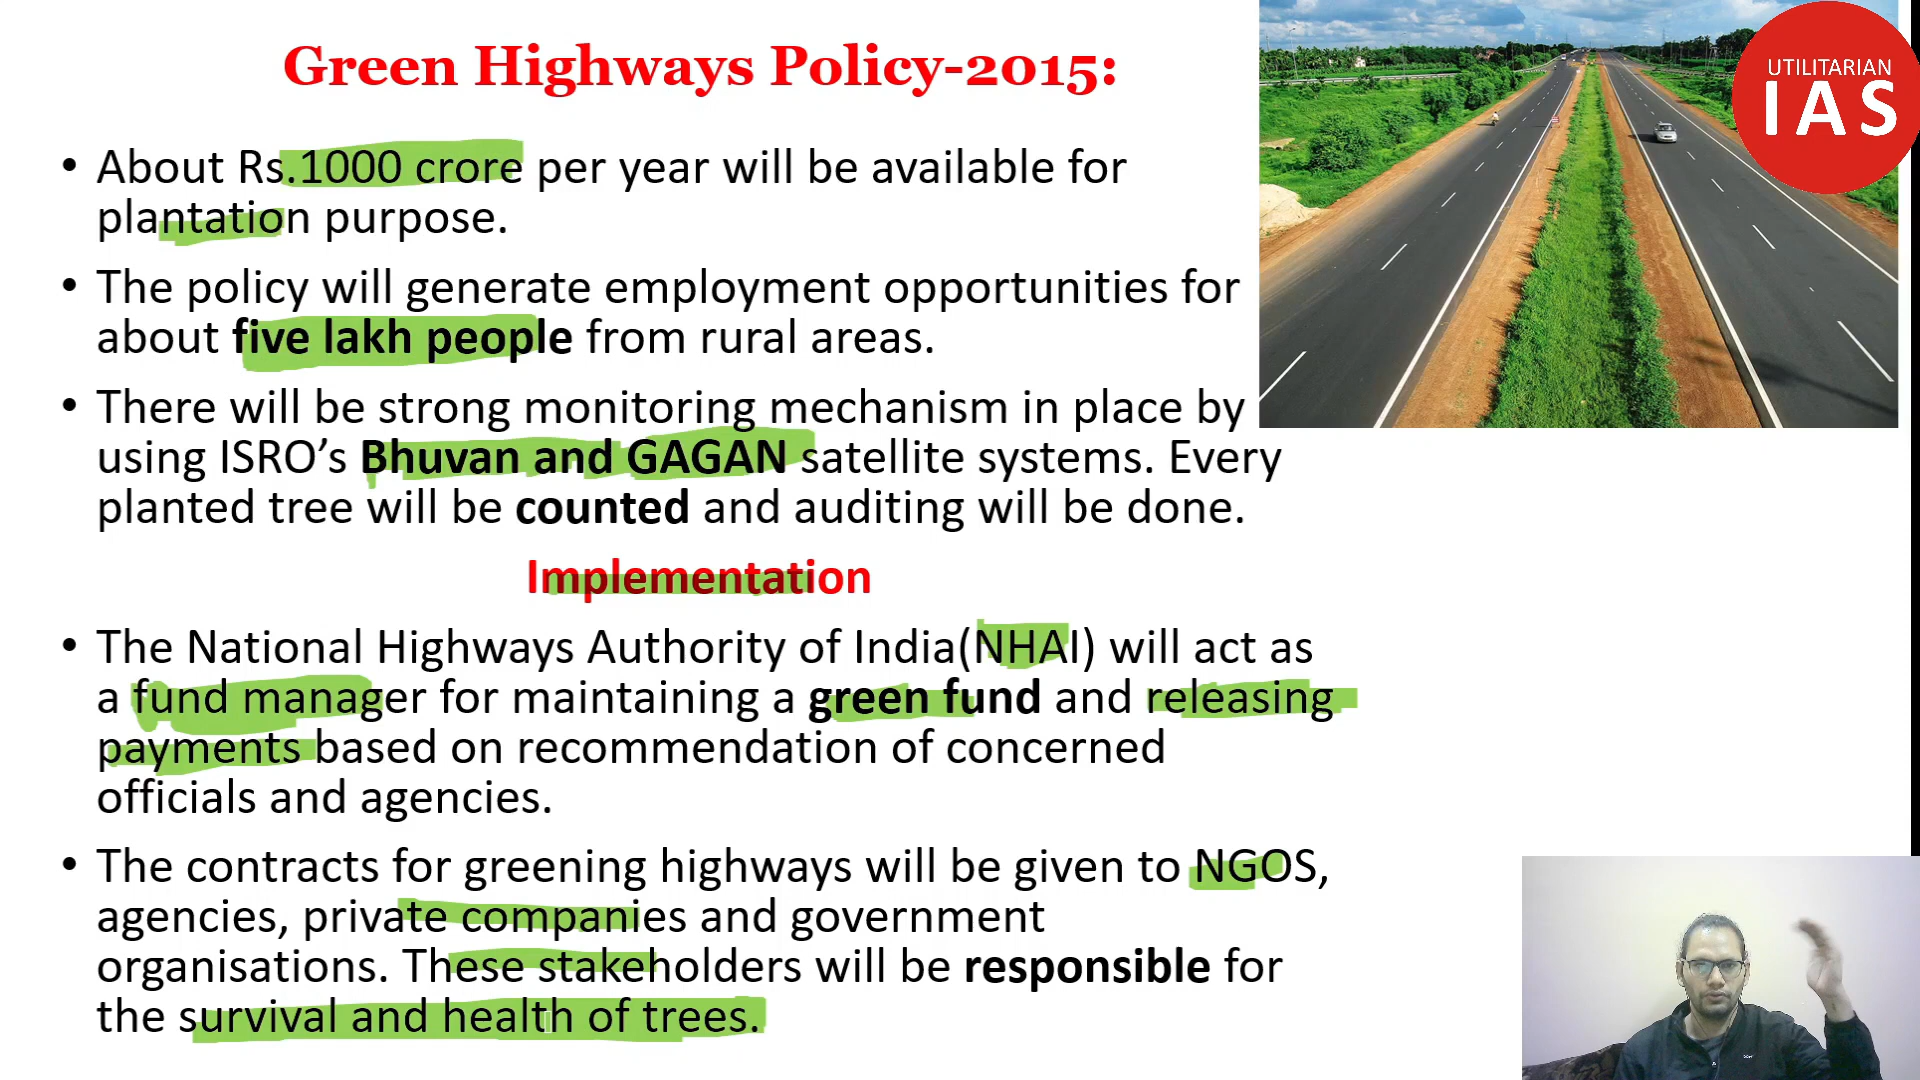 Green Highways Policy-2015:
UTILITARIAN
IAS
• About Rs.1000 crore per year will be available for
plantation purpose.
• The policy will generate employment opportunities for
about five lakh people from rural areas.
• There will be strong monitoring mechanism in place by
using ISRO’s Bhuvan and GAGAN satellite systems. Every
planted tree will be counted and auditing will be done.
Implementation
• The National Highways Authority of India(NHAI) will act as
a fund manager for maintaining a green fund and releasing
payments based on recommendation of concerned
officials and agencies.
• The contracts for greening highways will be given to NGOS,
agencies, private companies and government
organisations. These stakeholders will be responsible for
the survival and health of trees.